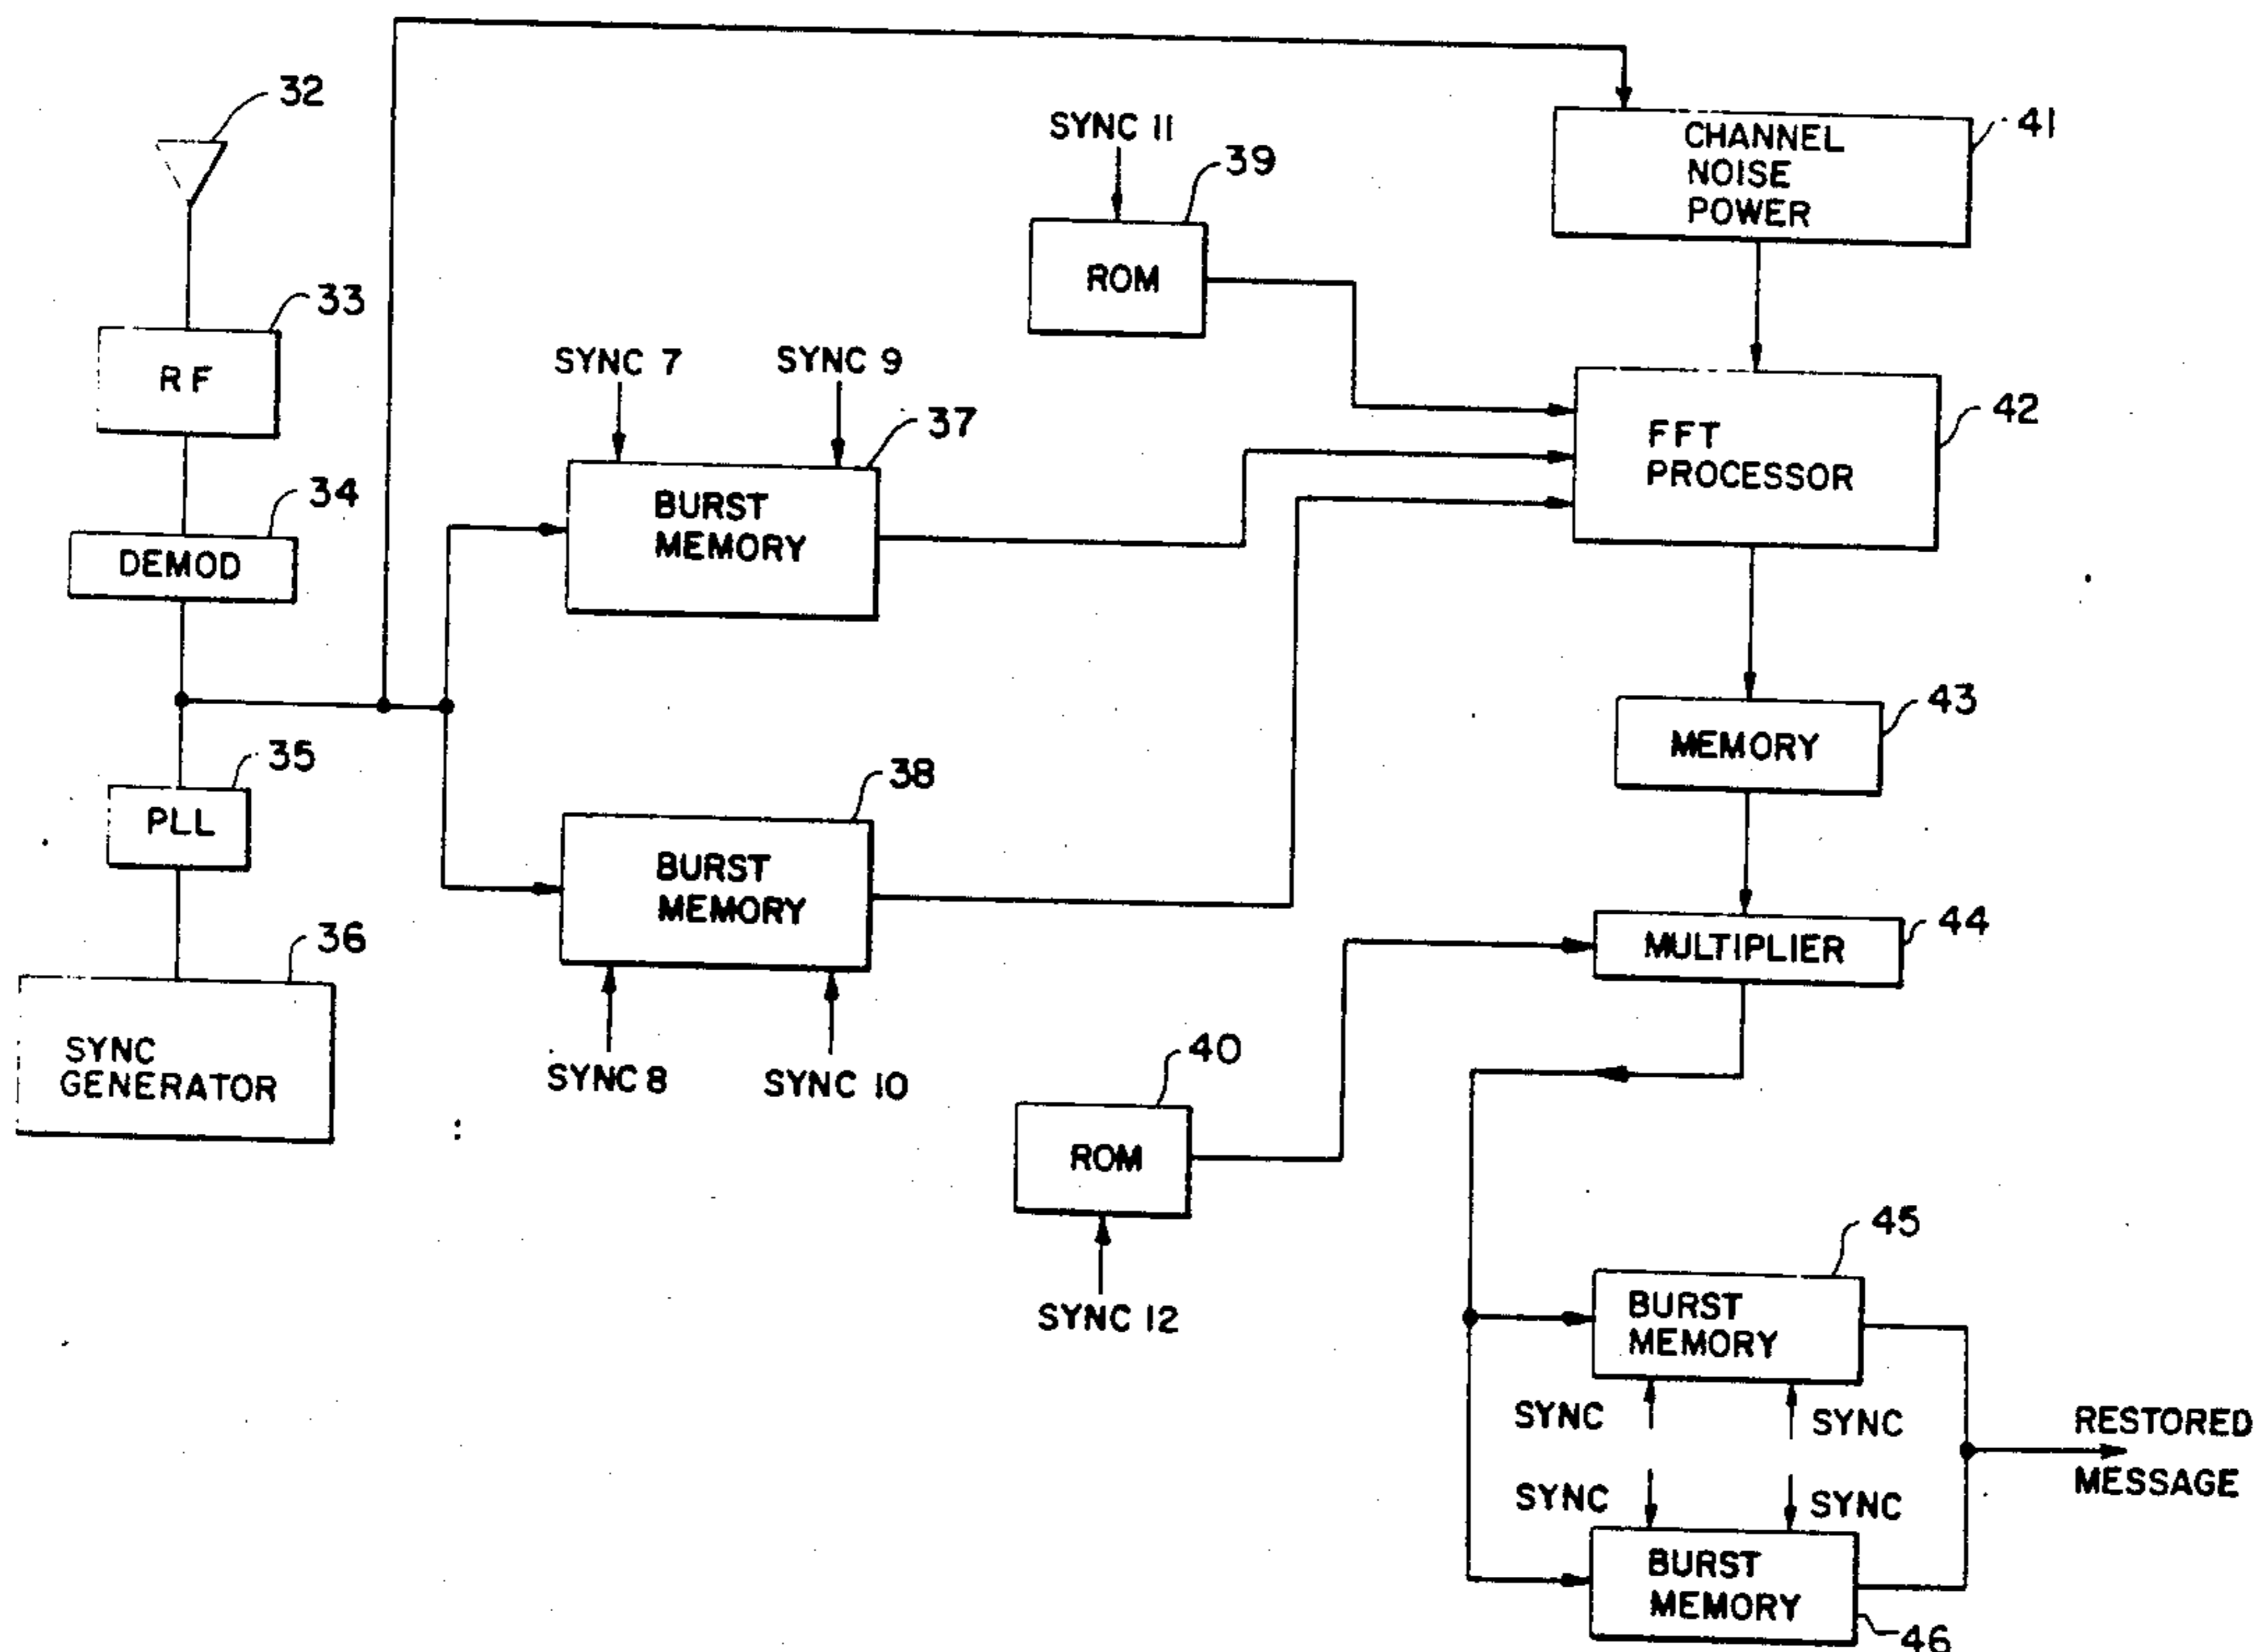 32
SYNC 11
39
CHANNEL
NOISE
POWER
41
ROM
33
RF
SYNC 7
SYNC 9
37
42
FFT
PROCESSOR
BURST
MEMORY
34
DEMOD
35
PLL
38
43
MEMORY
BURST
MEMORY
36
SYNC
GENERATOR
44
MULTIPLIER
SYNC 8
SYNC 10
40
ROM
SYNC 12
45
BURST
MEMORY
SYNC
SYNC
RESTORED
MESSAGE
SYNC
SYNC
BURST
MEMORY
46